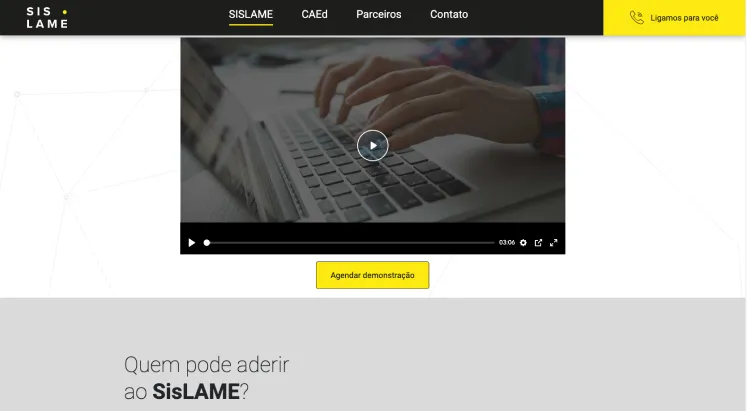 SIS
LAME
SISLAME
CAEd
Parceiros
Contato
Ligamos para você
03:06
Agendar demonstração
Quem pode aderir
ao SisLAME?